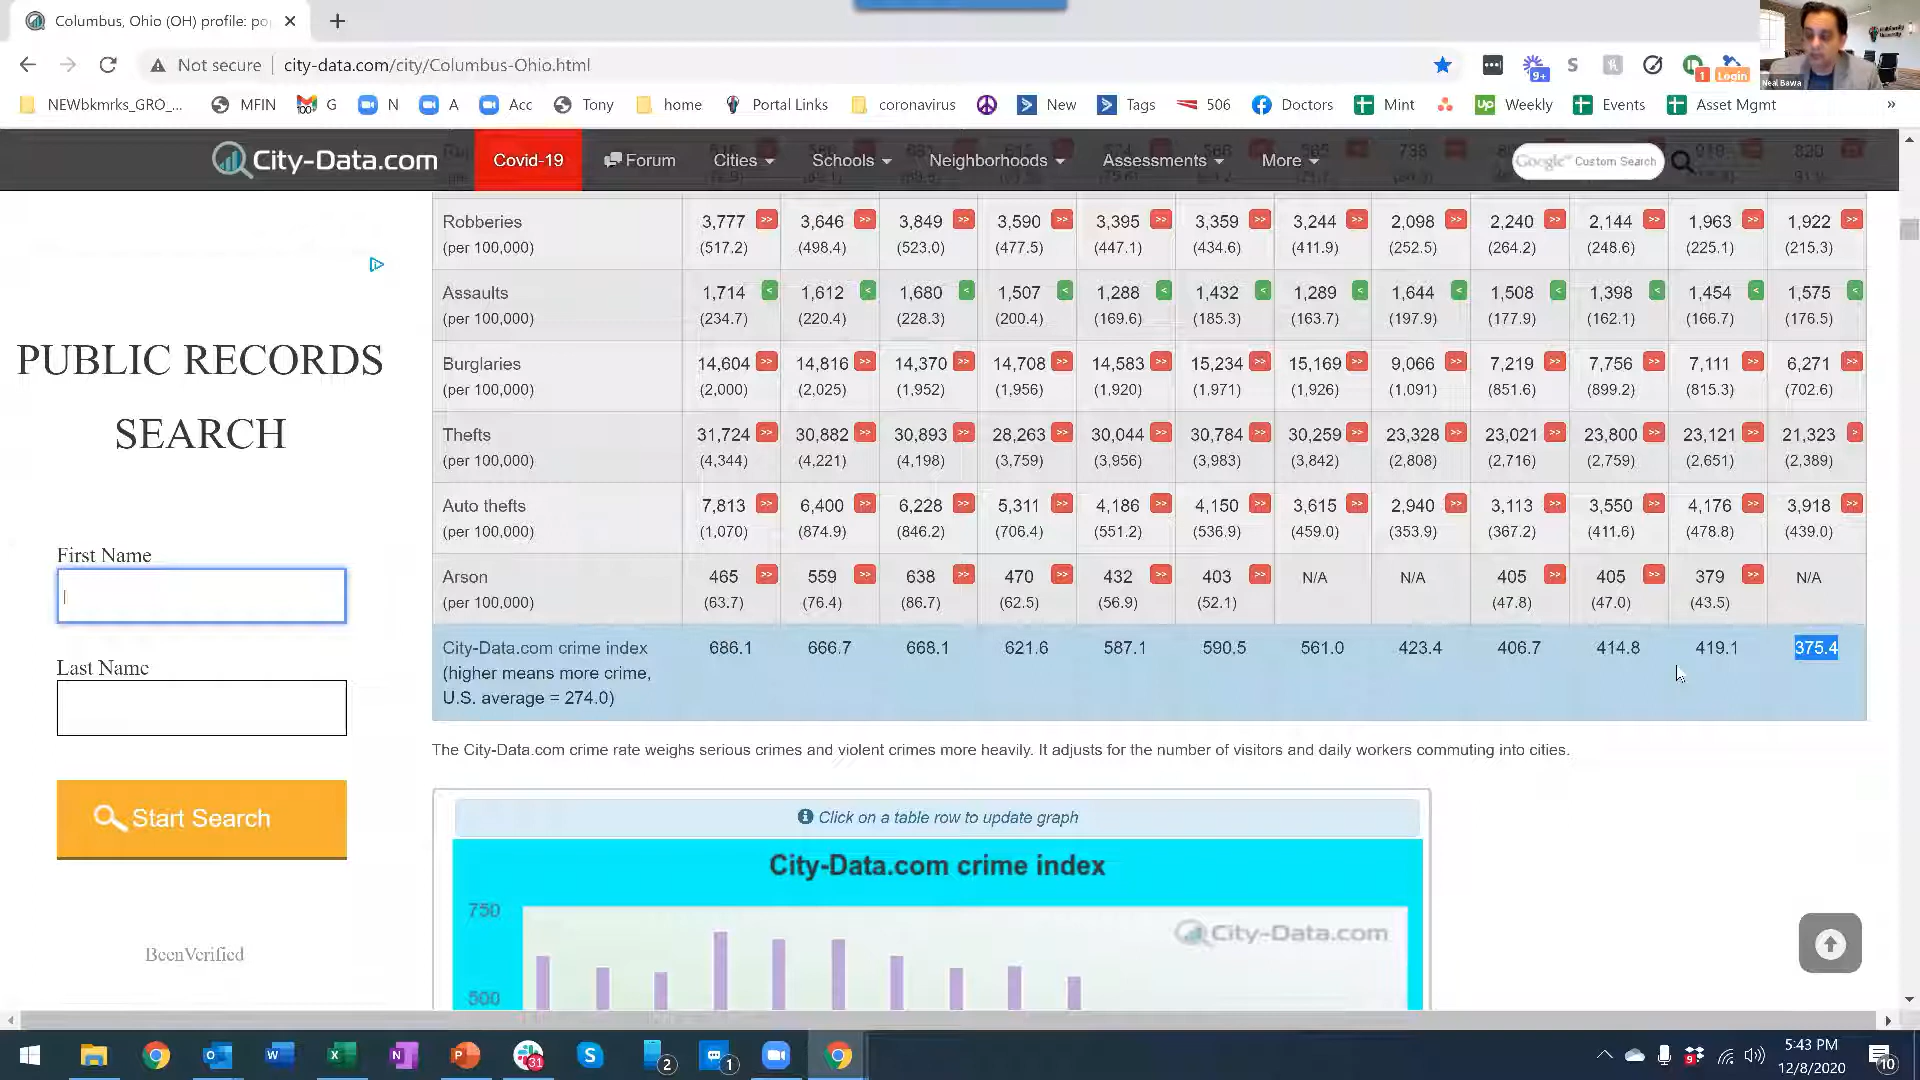 Columbus, Ohio (OH) profile: po
Neal Bawa
Not secure
city-data.com/city/Columbus-Ohio.html
9+
S
1
Login
NEWbkmrks_GRO_...
MFIN
G
N
A
Acc
Tony
home
Portal Links
coronavirus
New
Tags
506
Doctors
Mint
Weekly
Events
Asset Mgmt
»
City-Data.com
Covid-19
Forum
Cities
Schools
Neighborhoods
Assessments
More
Google Custom Search
PUBLIC RECORDS
SEARCH
First Name
Last Name
Start Search
BeenVerified
Robberies 3,777 >> 3,646 >> 3,849 >> 3,590 >> 3,395 >> 3,359 >> 3,244 >> 2,098 >> 2,240 >> 2,144 >> 1,963 >> 1,922 >>
(per 100,000) (517.2) (498.4) (523.0) (477.5) (447.1) (434.6) (411.9) (252.5) (264.2) (248.6) (225.1) (215.3)
Assaults 1,714 < 1,612 < 1,680 < 1,507 < 1,288 < 1,432 < 1,289 < 1,644 < 1,508 < 1,398 < 1,454 < 1,575 <
(per 100,000) (234.7) (220.4) (228.3) (200.4) (169.6) (185.3) (163.7) (197.9) (177.9) (162.1) (166.7) (176.5)
Burglaries 14,604 >> 14,816 >> 14,370 >> 14,708 >> 14,583 >> 15,234 >> 15,169 >> 9,066 >> 7,219 >> 7,756 >> 7,111 >> 6,271 >>
(per 100,000) (2,000) (2,025) (1,952) (1,956) (1,920) (1,971) (1,926) (1,091) (851.6) (899.2) (815.3) (702.6)
Thefts 31,724 >> 30,882 >> 30,893 >> 28,263 >> 30,044 >> 30,784 >> 30,259 >> 23,328 >> 23,021 >> 23,800 >> 23,121 >> 21,323 >
(per 100,000) (4,344) (4,221) (4,198) (3,759) (3,956) (3,983) (3,842) (2,808) (2,716) (2,759) (2,651) (2,389)
Auto thefts 7,813 >> 6,400 >> 6,228 >> 5,311 >> 4,186 >> 4,150 >> 3,615 >> 2,940 >> 3,113 >> 3,550 >> 4,176 >> 3,918 >>
(per 100,000) (1,070) (874.9) (846.2) (706.4) (551.2) (536.9) (459.0) (353.9) (367.2) (411.6) (478.8) (439.0)
Arson 465 >> 559 >> 638 >> 470 >> 432 >> 403 >> N/A N/A 405 >> 405 >> 379 >> N/A
(per 100,000) (63.7) (76.4) (86.7) (62.5) (56.9) (52.1) (47.8) (47.0) (43.5)
City-Data.com crime index 686.1 666.7 668.1 621.6 587.1 590.5 561.0 423.4 406.7 414.8 419.1 375.4
(higher means more crime,
U.S. average = 274.0)
The City-Data.com crime rate weighs serious crimes and violent crimes more heavily. It adjusts for the number of visitors and daily workers commuting into cities.
Click on a table row to update graph
City-Data.com crime index
750
City-Data.com
500
31
2
1
9
5:43 PM
12/8/2020
10